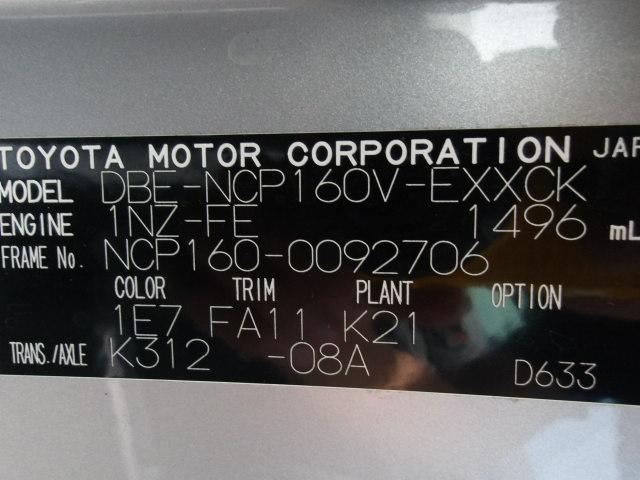 TOYOTA MOTOR CORPORATION JAP
MODEL DBE-NCP160V-EXXCK
ENGINE 1NZ-FE 1496 mL
FRAME No. NCP160-0092706
COLOR TRIM PLANT OPTION
1E7 FA11 K21
TRANS./AXLE K312 -08A D633